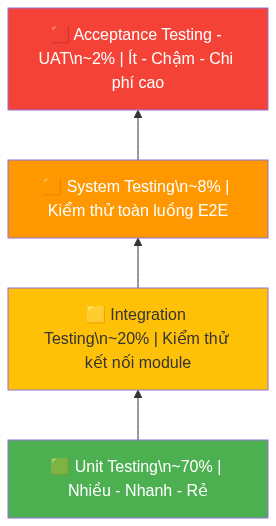 🟥 Acceptance Testing -
UAT\n~2% | Ít - Chậm - Chi
phí cao
🟧 System Testing\n~8% |
Kiểm thử toàn luồng E2E
🟨 Integration
Testing\n~20% | Kiểm thử
kết nối module
🟩 Unit Testing\n~70% |
Nhiều - Nhanh - Rẻ